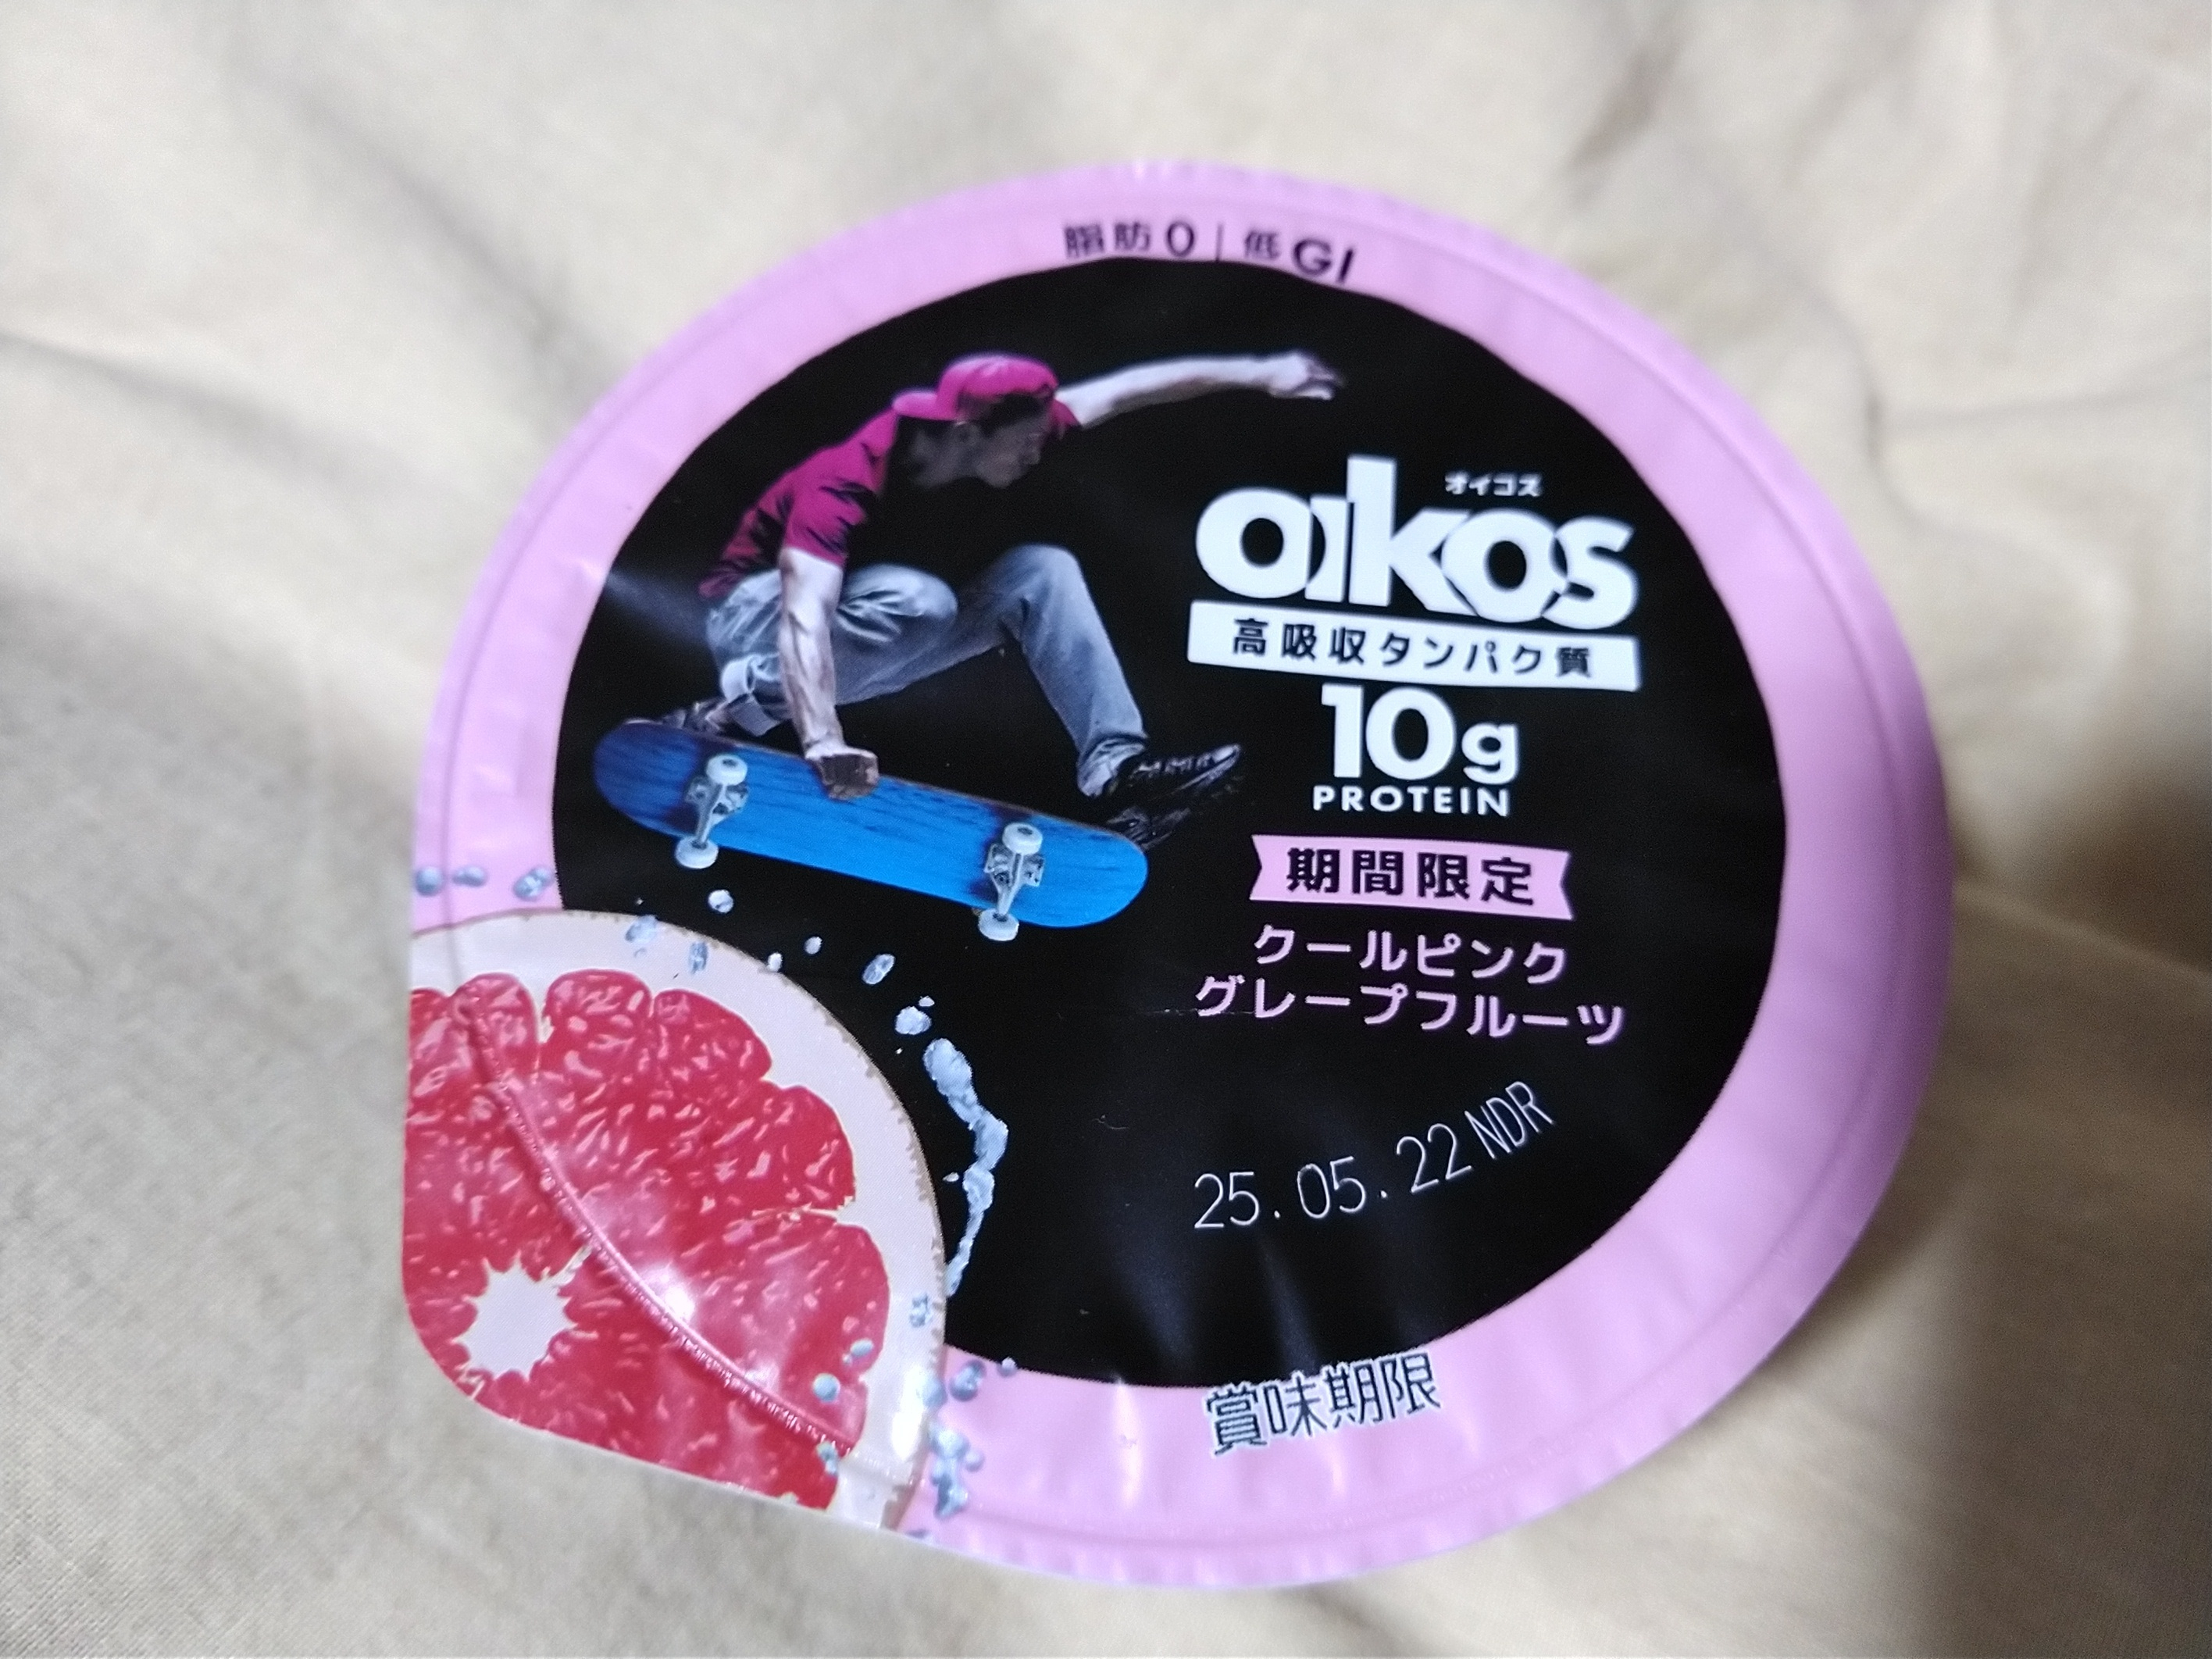 脂肪0｜低GI
オイコス
oikos
高吸収タンパク質
10g
PROTEIN
期間限定
クールピンク
グレープフルーツ
25.05.22 NDR
賞味期限